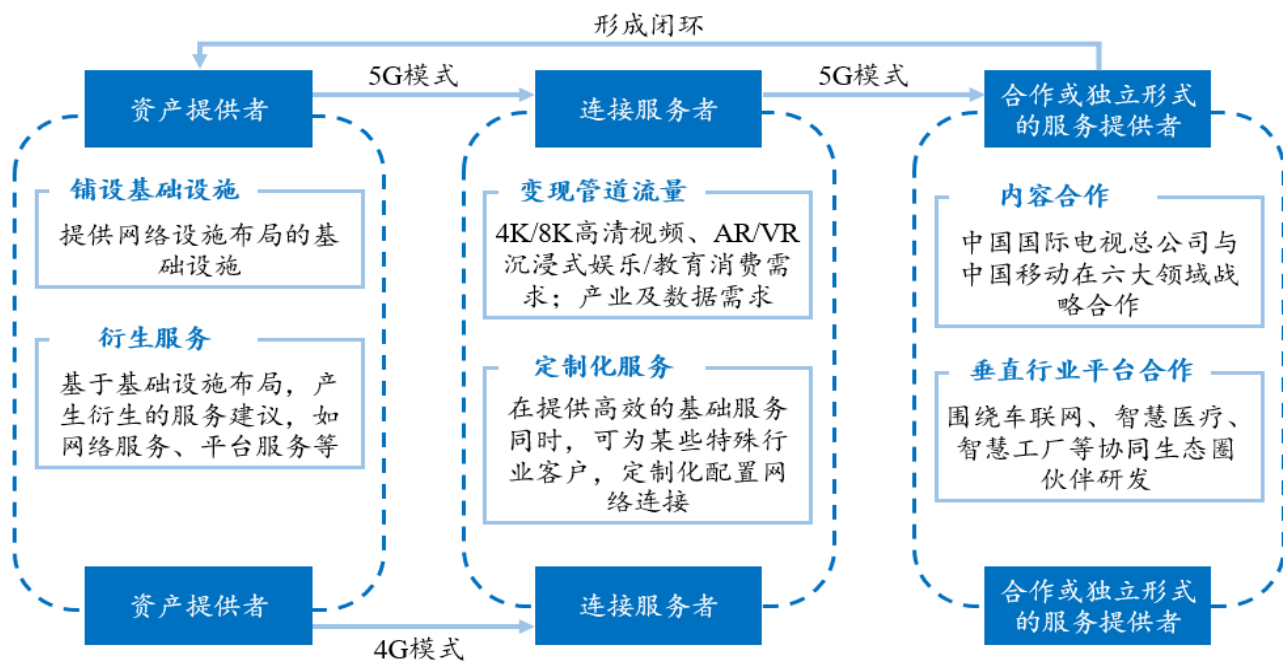 形成闭环
5G模式
5G模式
资产提供者
连接服务者
合作或独立形式
的服务提供者
铺设基础设施
提供网络设施布局的基
础设施
衍生服务
基于基础设施布局，产
生衍生的服务建议，如
网络服务、平台服务等
变现管道流量
4K/8K高清视频、AR/VR
沉浸式娱乐/教育消费需
求；产业及数据需求
定制化服务
在提供高效的基础服务
同时，可为某些特殊行
业客户，定制化配置网
络连接
内容合作
中国国际电视总公司与
中国移动在六大领域战
略合作
垂直行业平台合作
围绕车联网、智慧医疗、
智慧工厂等协同生态圈
伙伴研发
资产提供者
连接服务者
合作或独立形式
的服务提供者
4G模式